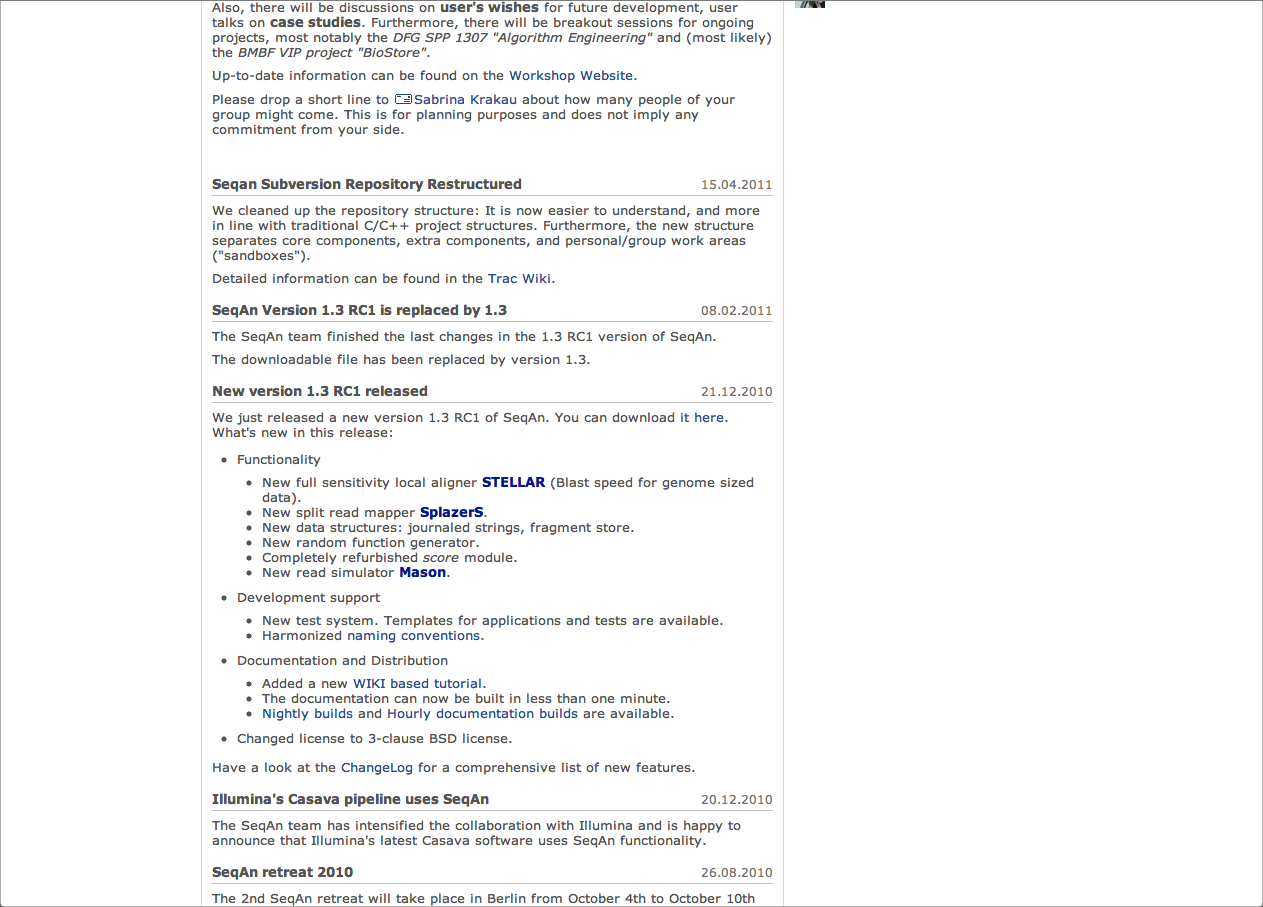 Also, there will be discussions on user's wishes for future development, user
talks on case studies. Furthermore, there will be breakout sessions for ongoing
projects, most notably the DFG SPP 1307 "Algorithm Engineering" and (most likely)
the BMBF VIP project "BioStore".
Up-to-date information can be found on the Workshop Website.
Please drop a short line to Sabrina Krakau about how many people of your
group might come. This is for planning purposes and does not imply any
commitment from your side.
Seqan Subversion Repository Restructured 15.04.2011
We cleaned up the repository structure: It is now easier to understand, and more
in line with traditional C/C++ project structures. Furthermore, the new structure
separates core components, extra components, and personal/group work areas
("sandboxes").
Detailed information can be found in the Trac Wiki.
SeqAn Version 1.3 RC1 is replaced by 1.3 08.02.2011
The SeqAn team finished the last changes in the 1.3 RC1 version of SeqAn.
The downloadable file has been replaced by version 1.3.
New version 1.3 RC1 released 21.12.2010
We just released a new version 1.3 RC1 of SeqAn. You can download it here.
What's new in this release:
• Functionality
• New full sensitivity local aligner STELLAR (Blast speed for genome sized
data).
• New split read mapper SplazerS.
• New data structures: journaled strings, fragment store.
• New random function generator.
• Completely refurbished score module.
• New read simulator Mason.
• Development support
• New test system. Templates for applications and tests are available.
• Harmonized naming conventions.
• Documentation and Distribution
• Added a new WIKI based tutorial.
• The documentation can now be built in less than one minute.
• Nightly builds and Hourly documentation builds are available.
• Changed license to 3-clause BSD license.
Have a look at the ChangeLog for a comprehensive list of new features.
Illumina's Casava pipeline uses SeqAn 20.12.2010
The SeqAn team has intensified the collaboration with Illumina and is happy to
announce that Illumina's latest Casava software uses SeqAn functionality.
SeqAn retreat 2010 26.08.2010
The 2nd SeqAn retreat will take place in Berlin from October 4th to October 10th